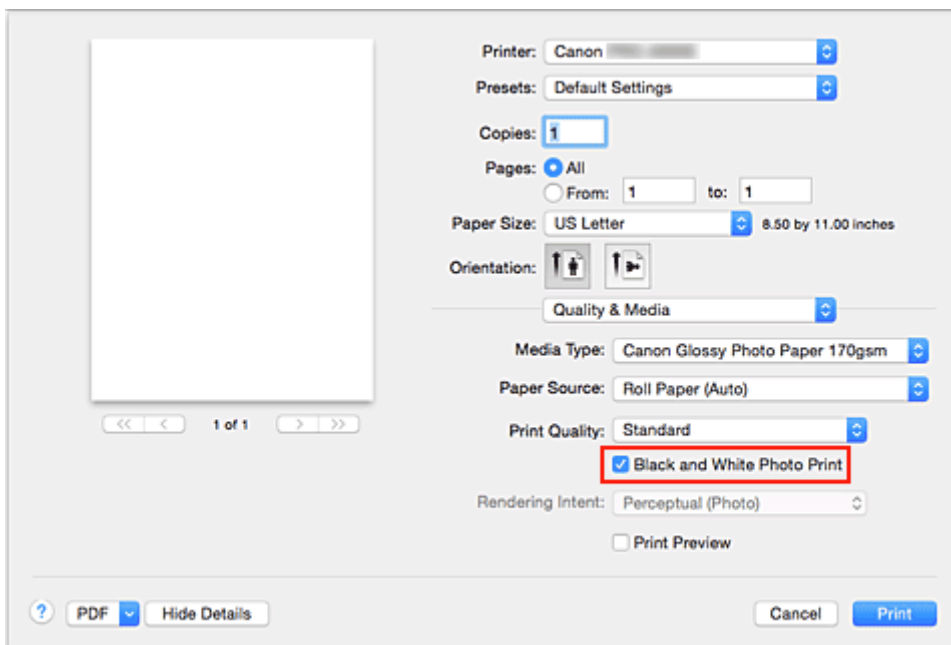 Printer: Canon
Presets: Default Settings
Copies: 1
Pages: All
From: 1 to: 1
Paper Size: US Letter 8.50 by 11.00 inches
Orientation:
Quality & Media
Media Type: Canon Glossy Photo Paper 170gsm
Paper Source: Roll Paper (Auto)
<< < 1 of 1 > >>
Print Quality: Standard
Black and White Photo Print
Rendering Intent: Perceptual (Photo)
Print Preview
? PDF Hide Details Cancel Print